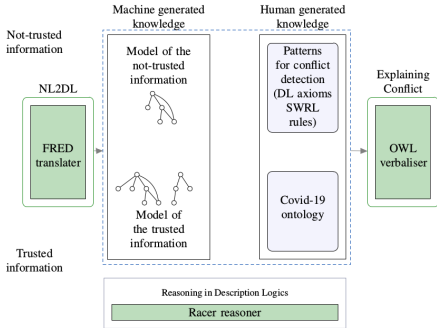 Machine generated
knowledge
Human generated
knowledge
Not-trusted
information
Model of the
not-trusted
information
Patterns
for conflict
detection
(DL axioms
SWRL
rules)
NL2DL
Explaining
Conflict
FRED
translater
OWL
verbaliser
Model of
the trusted
information
Covid-19
ontology
Trusted
information
Reasoning in Description Logics
Racer reasoner